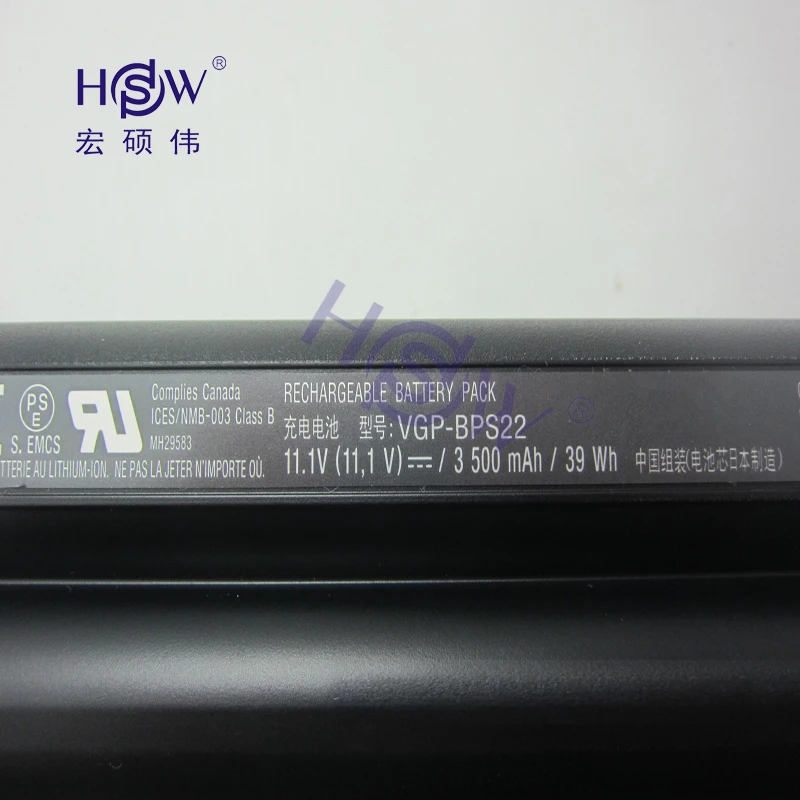 HSW®
宏硕伟
HSW®
PSE
S. EMCS
RU
Complies Canada
ICES/NMB-003 Class B
MH29583
TTERIE AU LITHIUM-ION. NE PAS LA JETER N'IMPORTE OÙ.
RECHARGEABLE BATTERY PACK
充电电池 型号: VGP-BPS22
11.1V (11,1 V)⎓ / 3 500 mAh / 39 Wh 中国组装(电池芯日本制造)